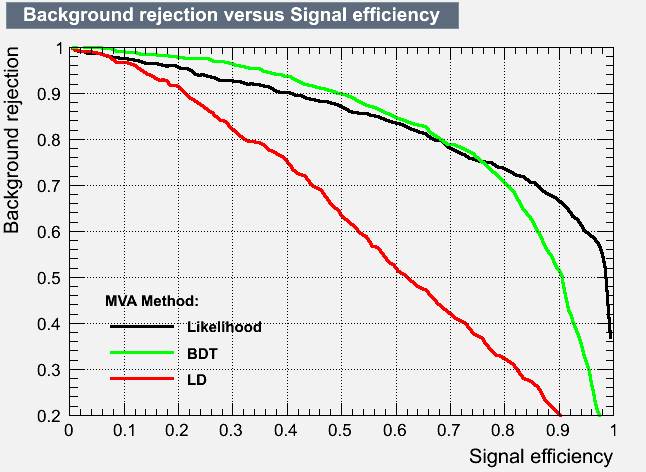 Background rejection versus Signal efficiency
Background rejection
1
0.9
0.8
0.7
0.6
0.5
0.4
0.3
0.2
MVA Method:
Likelihood
BDT
LD
0 0.1 0.2 0.3 0.4 0.5 0.6 0.7 0.8 0.9 1
Signal efficiency